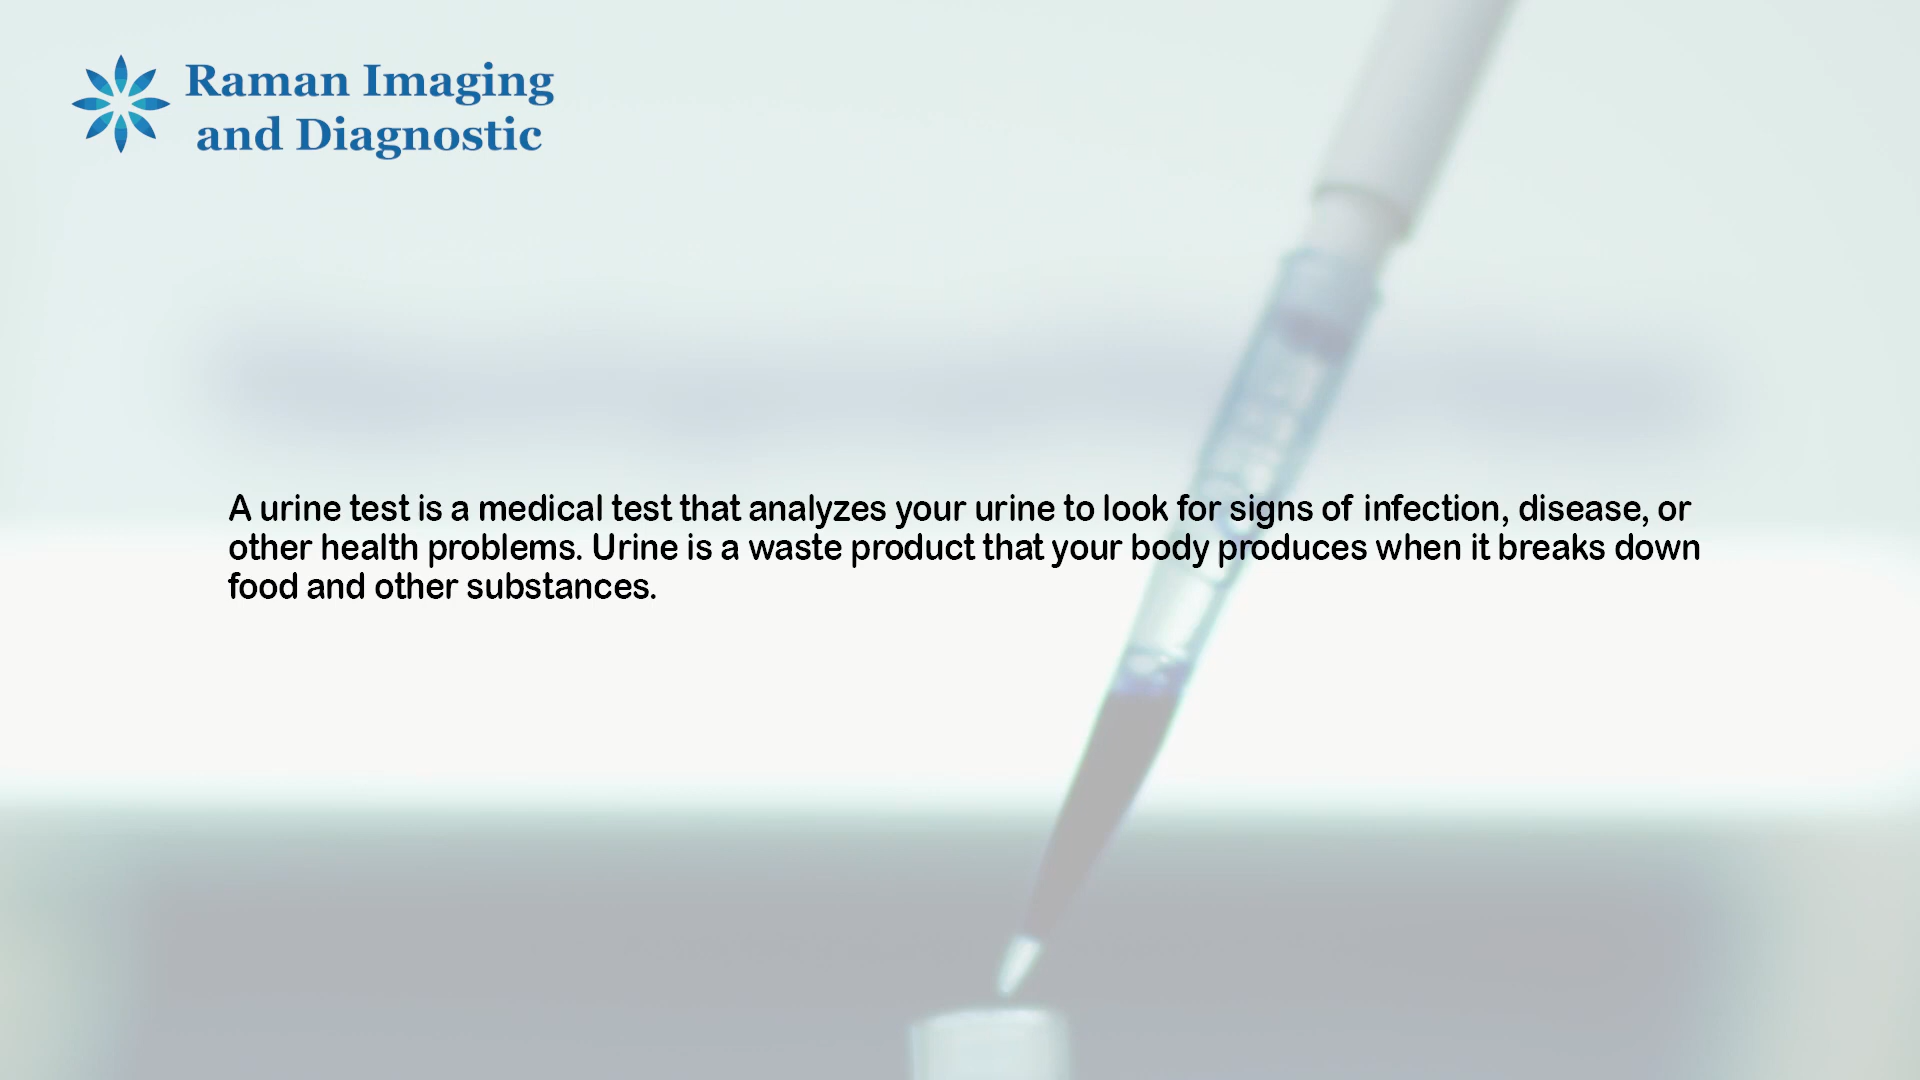 Raman Imaging
and Diagnostic
A urine test is a medical test that analyzes your urine to look for signs of infection, disease, or
other health problems. Urine is a waste product that your body produces when it breaks down
food and other substances.